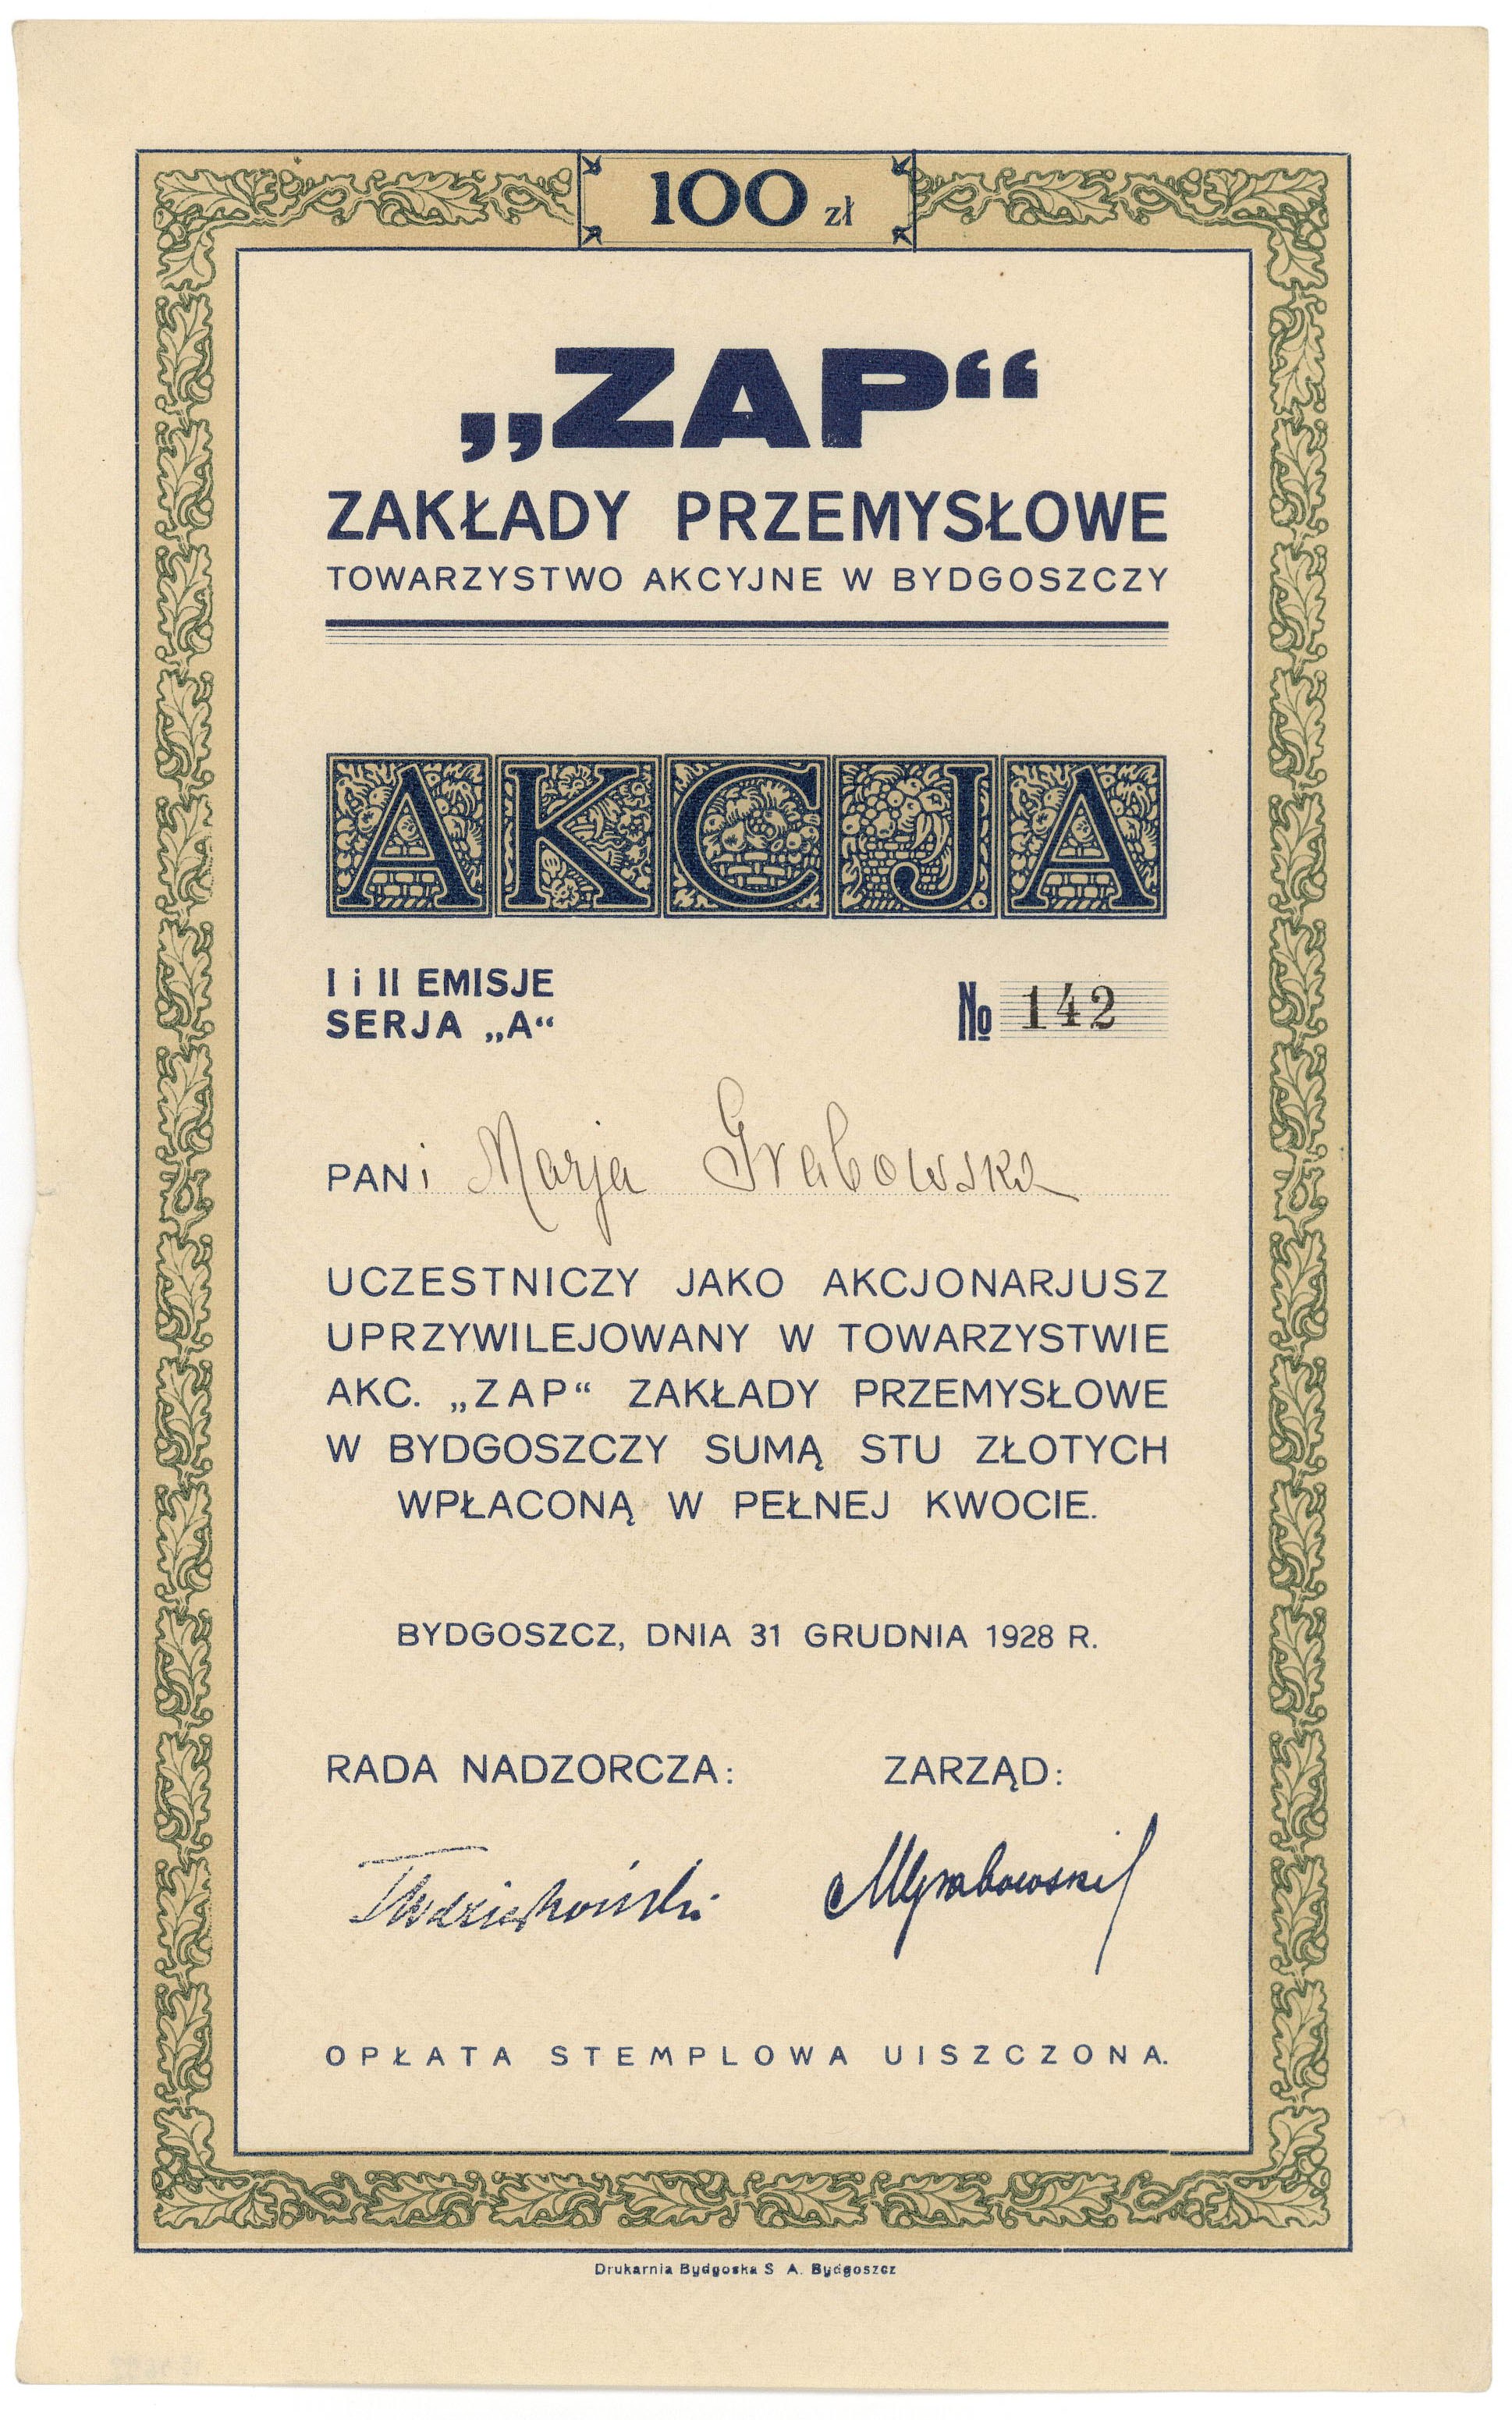 100 zł
„ZAP“
ZAKŁADY PRZEMYSŁOWE
TOWARZYSTWO AKCYJNE W BYDGOSZCZY
AKCJA
I i II EMISJE
SERJA „A“
№ 142
PANi Marja Grabowska
UCZESTNICZY JAKO AKCJONARJUSZ
UPRZYWILEJOWANY W TOWARZYSTWIE
AKC. „ZAP“ ZAKŁADY PRZEMYSŁOWE
W BYDGOSZCZY SUMĄ STU ZŁOTYCH
WPŁACONĄ W PEŁNEJ KWOCIE.
BYDGOSZCZ, DNIA 31 GRUDNIA 1928 R.
RADA NADZORCZA: ZARZĄD:
MGrabowski
OPŁATA STEMPLOWA UISZCZONA.
Drukarnia Bydgoska S A. Bydgoszcz